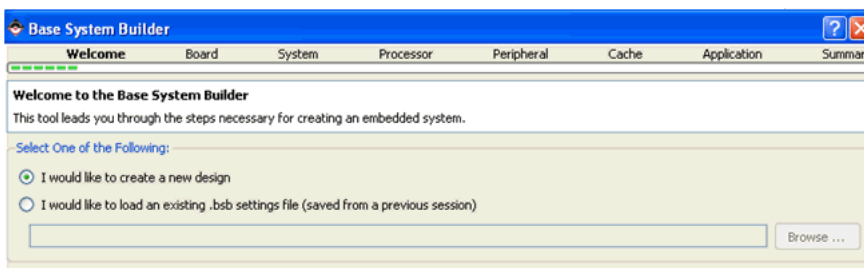 Base System Builder
Welcome Board System Processor Peripheral Cache Application Summar
Welcome to the Base System Builder
This tool leads you through the steps necessary for creating an embedded system.
Select One of the Following:
I would like to create a new design
I would like to load an existing .bsb settings file (saved from a previous session)
Browse ...